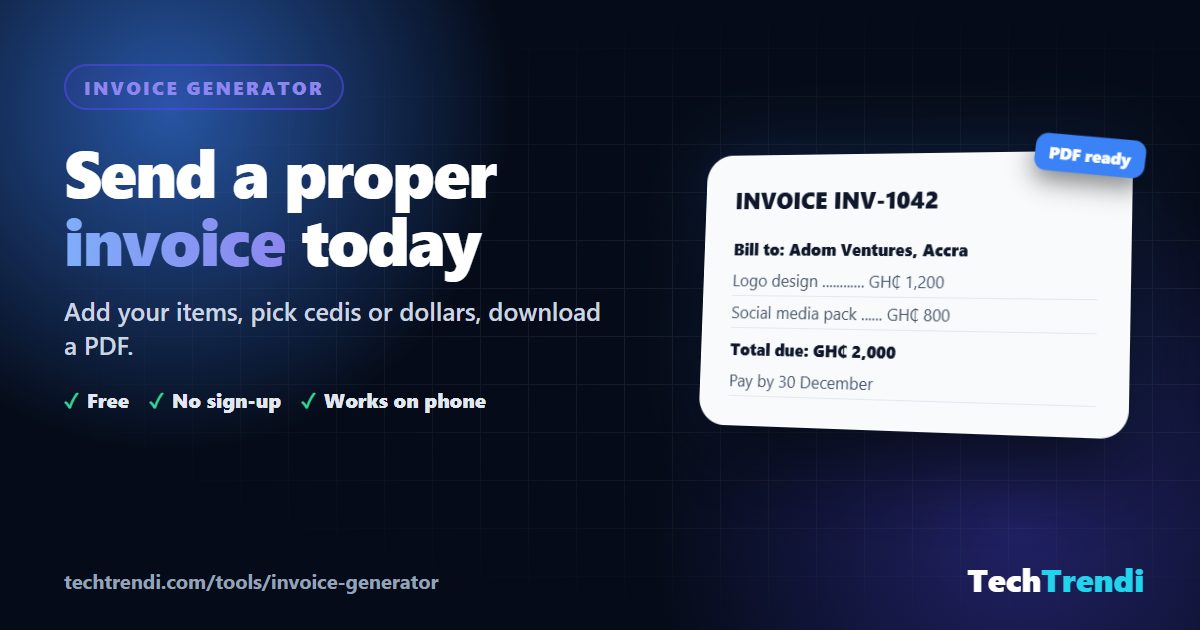 INVOICE GENERATOR
Send a proper
invoice today
Add your items, pick cedis or dollars, download
a PDF.
✓ Free ✓ No sign-up ✓ Works on phone
PDF ready
INVOICE INV-1042
Bill to: Adom Ventures, Accra
Logo design ............ GH₵ 1,200
Social media pack ...... GH₵ 800
Total due: GH₵ 2,000
Pay by 30 December
techtrendi.com/tools/invoice-generator
TechTrendi